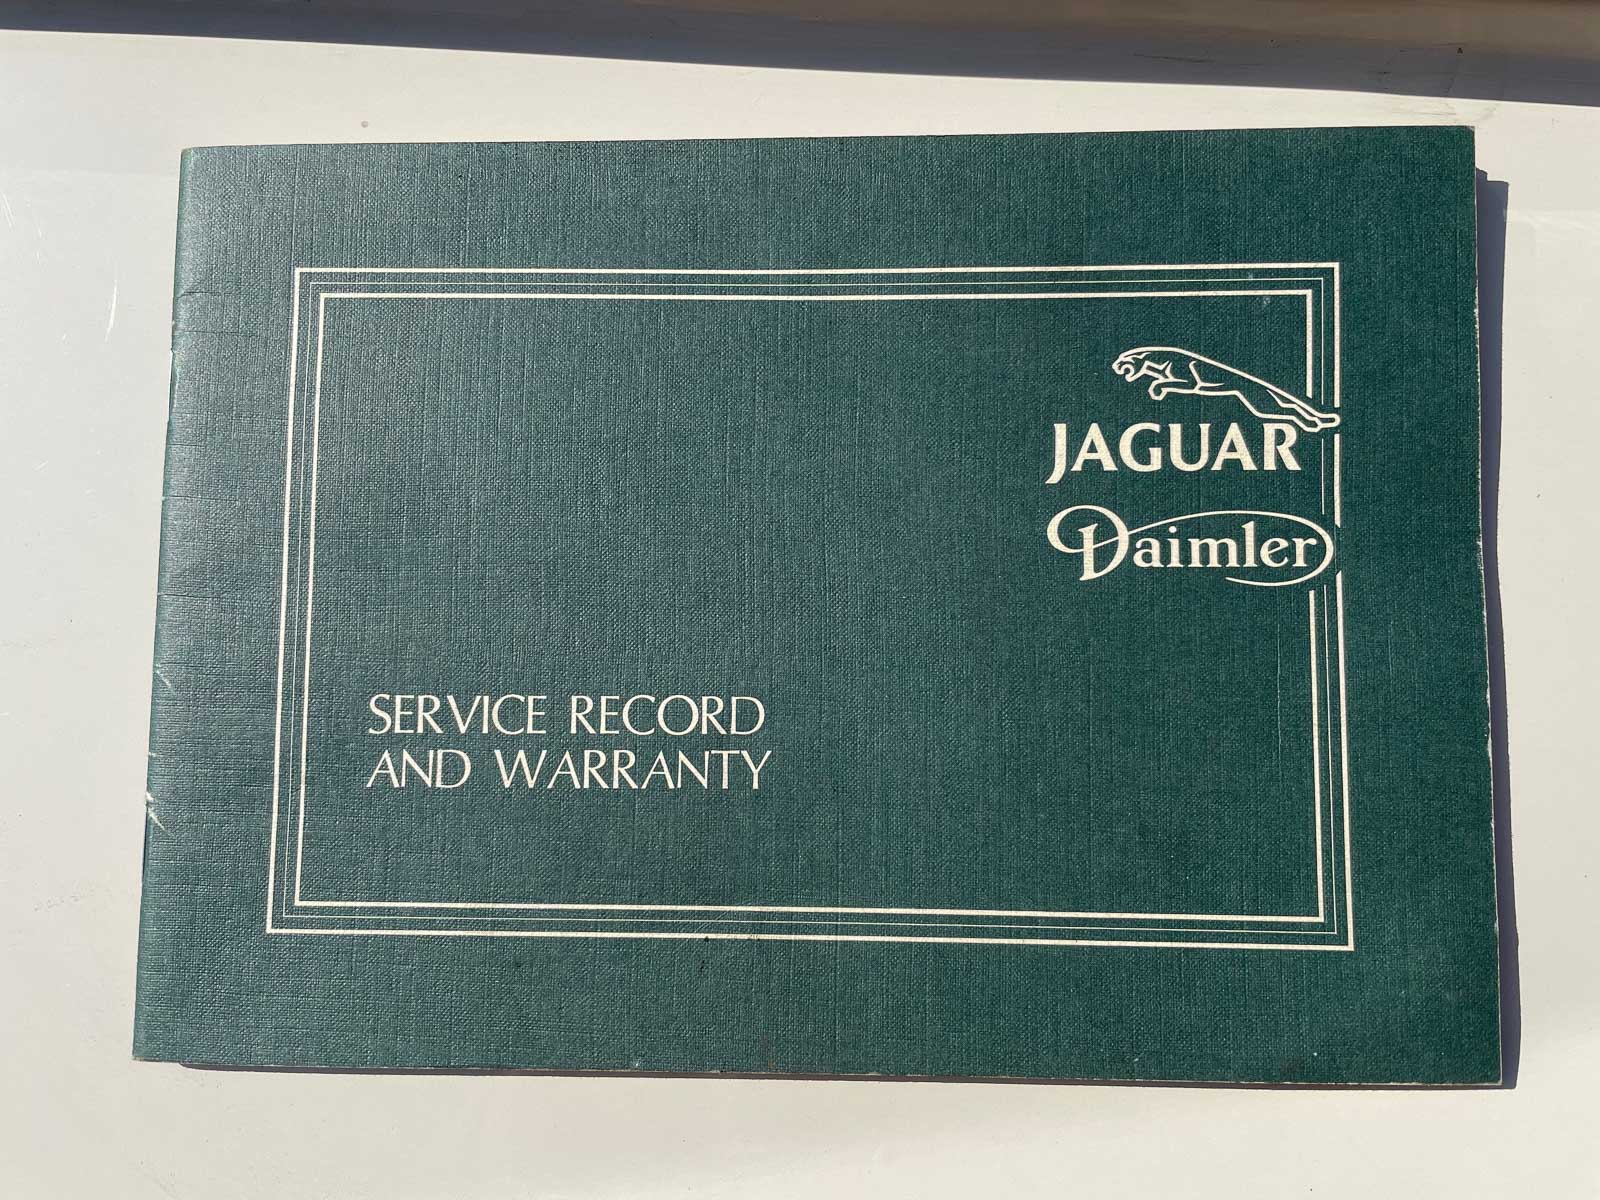 JAGUAR
Daimler
SERVICE RECORD
AND WARRANTY